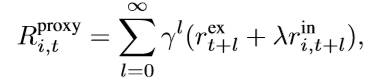 $R_{i,t}^{\text{proxy}} = \sum_{l=0}^{\infty} \gamma^l (r_{t+l}^{\text{ex}} + \lambda r_{i,t+l}^{\text{in}}),$